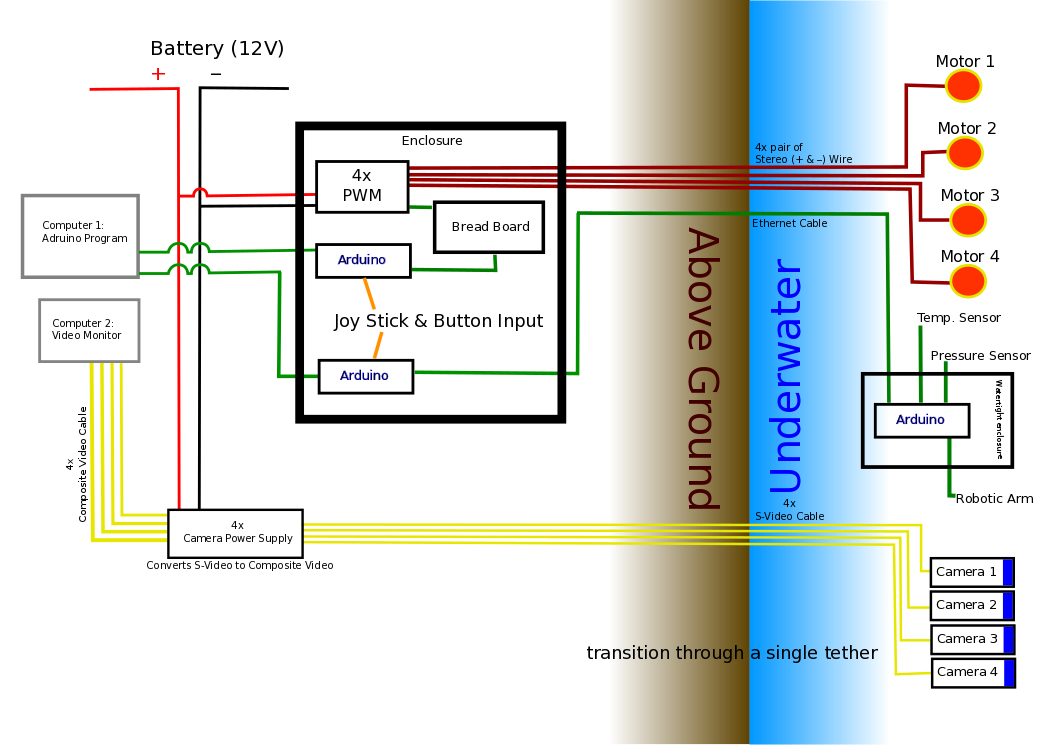 Battery (12V)
+ –
Enclosure
4x
PWM
Bread Board
Arduino
Joy Stick & Button Input
Arduino
Computer 1:
Adruino Program
Computer 2:
Video Monitor
4x
Composite Video Cable
4x
Camera Power Supply
Converts S-Video to Composite Video
Above Ground
Underwater
4x pair of
Stereo (+ & –) Wire
Ethernet Cable
4x
S-Video Cable
transition through a single tether
Motor 1
Motor 2
Motor 3
Motor 4
Temp. Sensor
Pressure Sensor
Arduino
Watertight enclosure
Robotic Arm
Camera 1
Camera 2
Camera 3
Camera 4